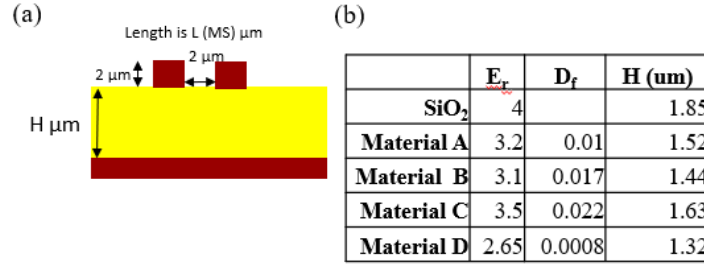 (a)
Length is L (MS) μm
2 μm
2 μm
H μm
(b)
Er Df H (um)
SiO2 4 1.85
Material A 3.2 0.01 1.52
Material B 3.1 0.017 1.44
Material C 3.5 0.022 1.63
Material D 2.65 0.0008 1.32